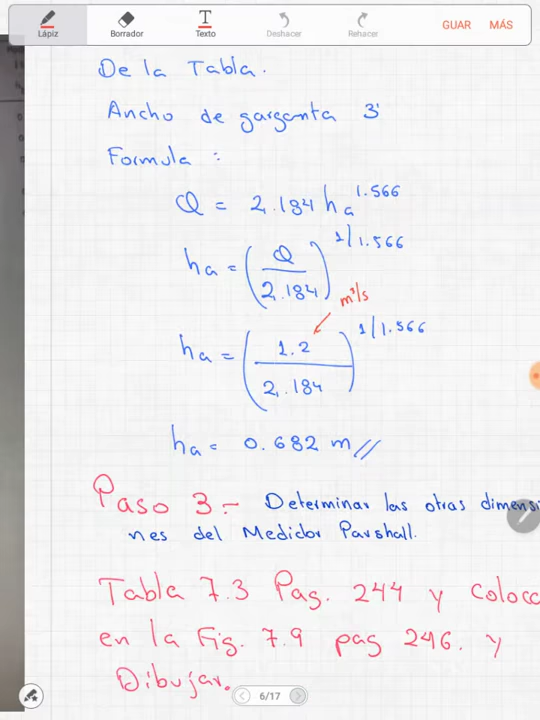 Lápiz Borrador Texto Deshacer Rehacer GUAR MÁS
De la Tabla.
Ancho de garganta 3'
Formula :
Q = 2.184 ha^1.566
ha = (Q / 2.184)^1/1.566
m³/s
ha = (1.2 / 2.184)^1/1.566
ha = 0.682 m //
Paso 3.- Determinar las otras dimensi
nes del Medidor Parshall.
Tabla 7.3 Pag. 244 y Coloca
en la Fig. 7.9 pag 246. y
Dibujar.
6/17